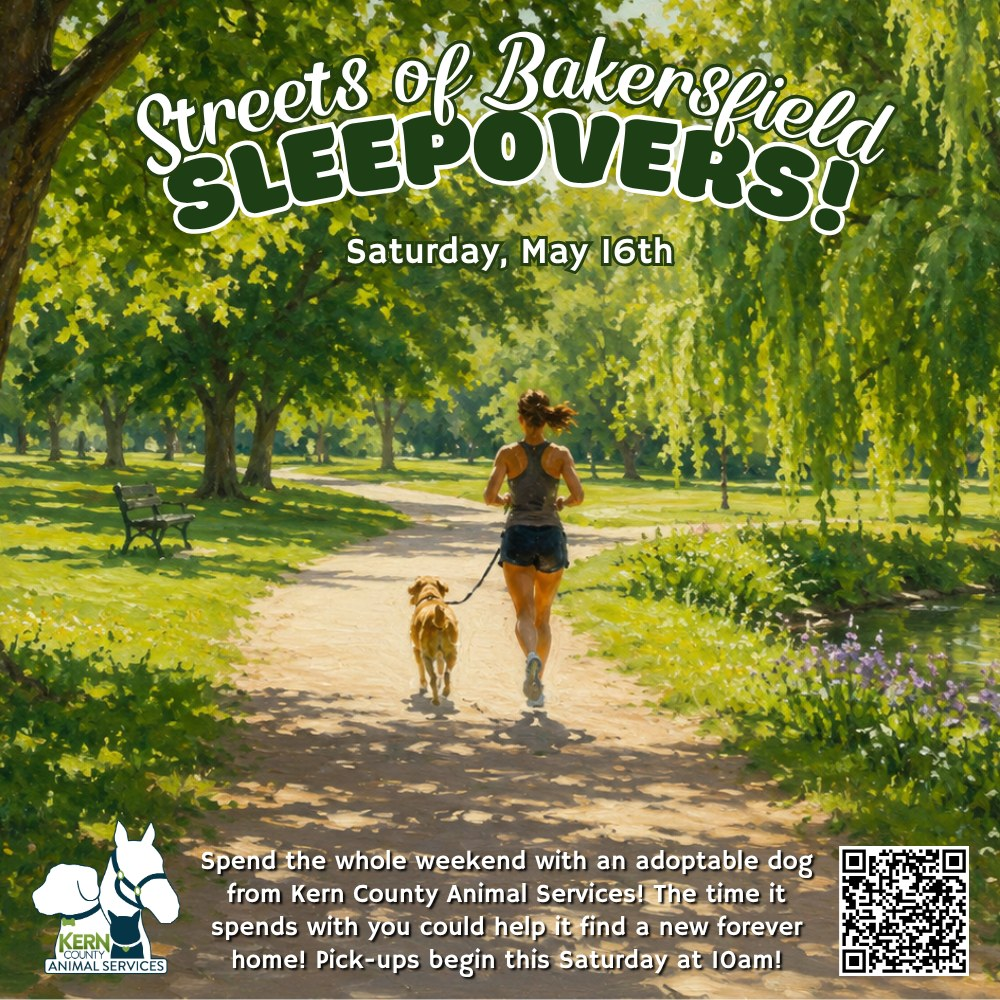 Streets of Bakersfield
SLEEPOVERS!
Saturday, May 16th
Spend the whole weekend with an adoptable dog
from Kern County Animal Services! The time it
spends with you could help it find a new forever
home! Pick-ups begin this Saturday at 10am!
KERN
COUNTY
ANIMAL SERVICES